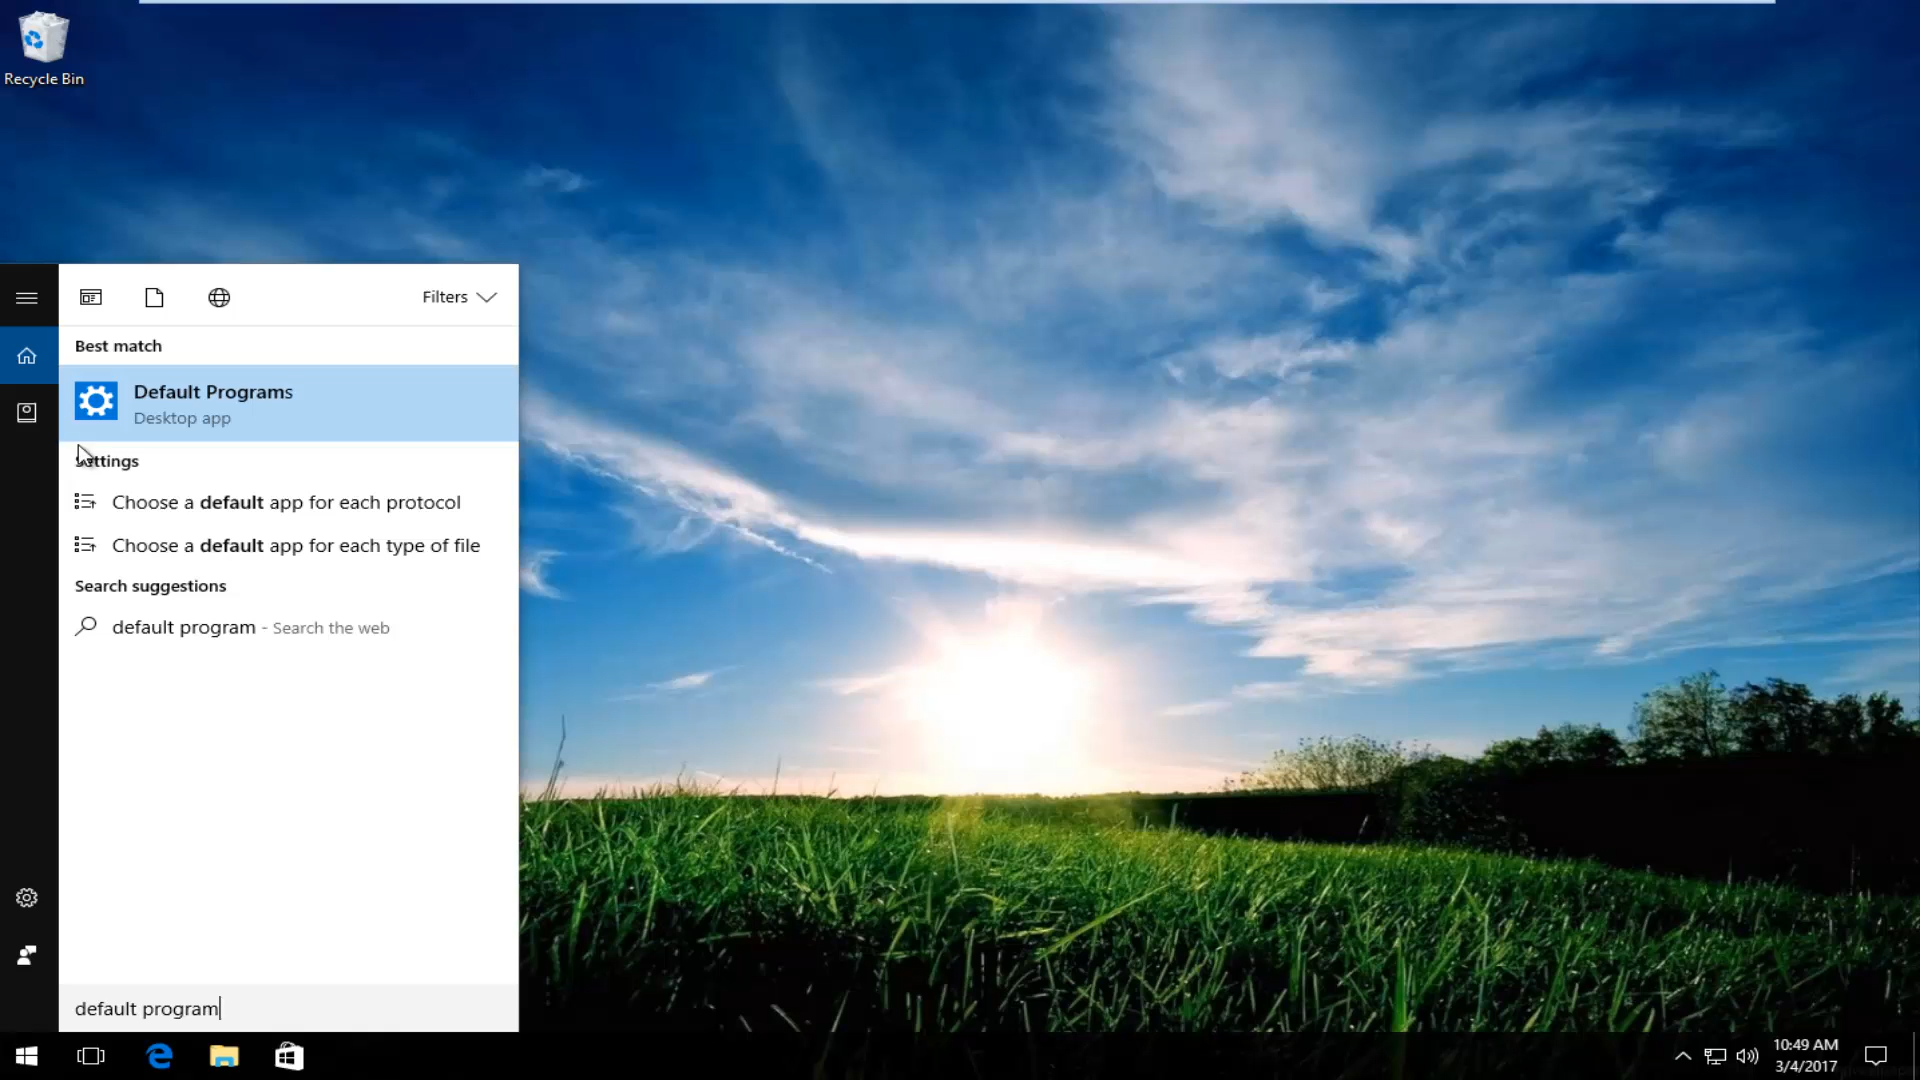 Recycle Bin
Filters
Best match
Default Programs
Desktop app
Settings
Choose a default app for each protocol
Choose a default app for each type of file
Search suggestions
default program - Search the web
default program
10:49 AM
3/4/2017